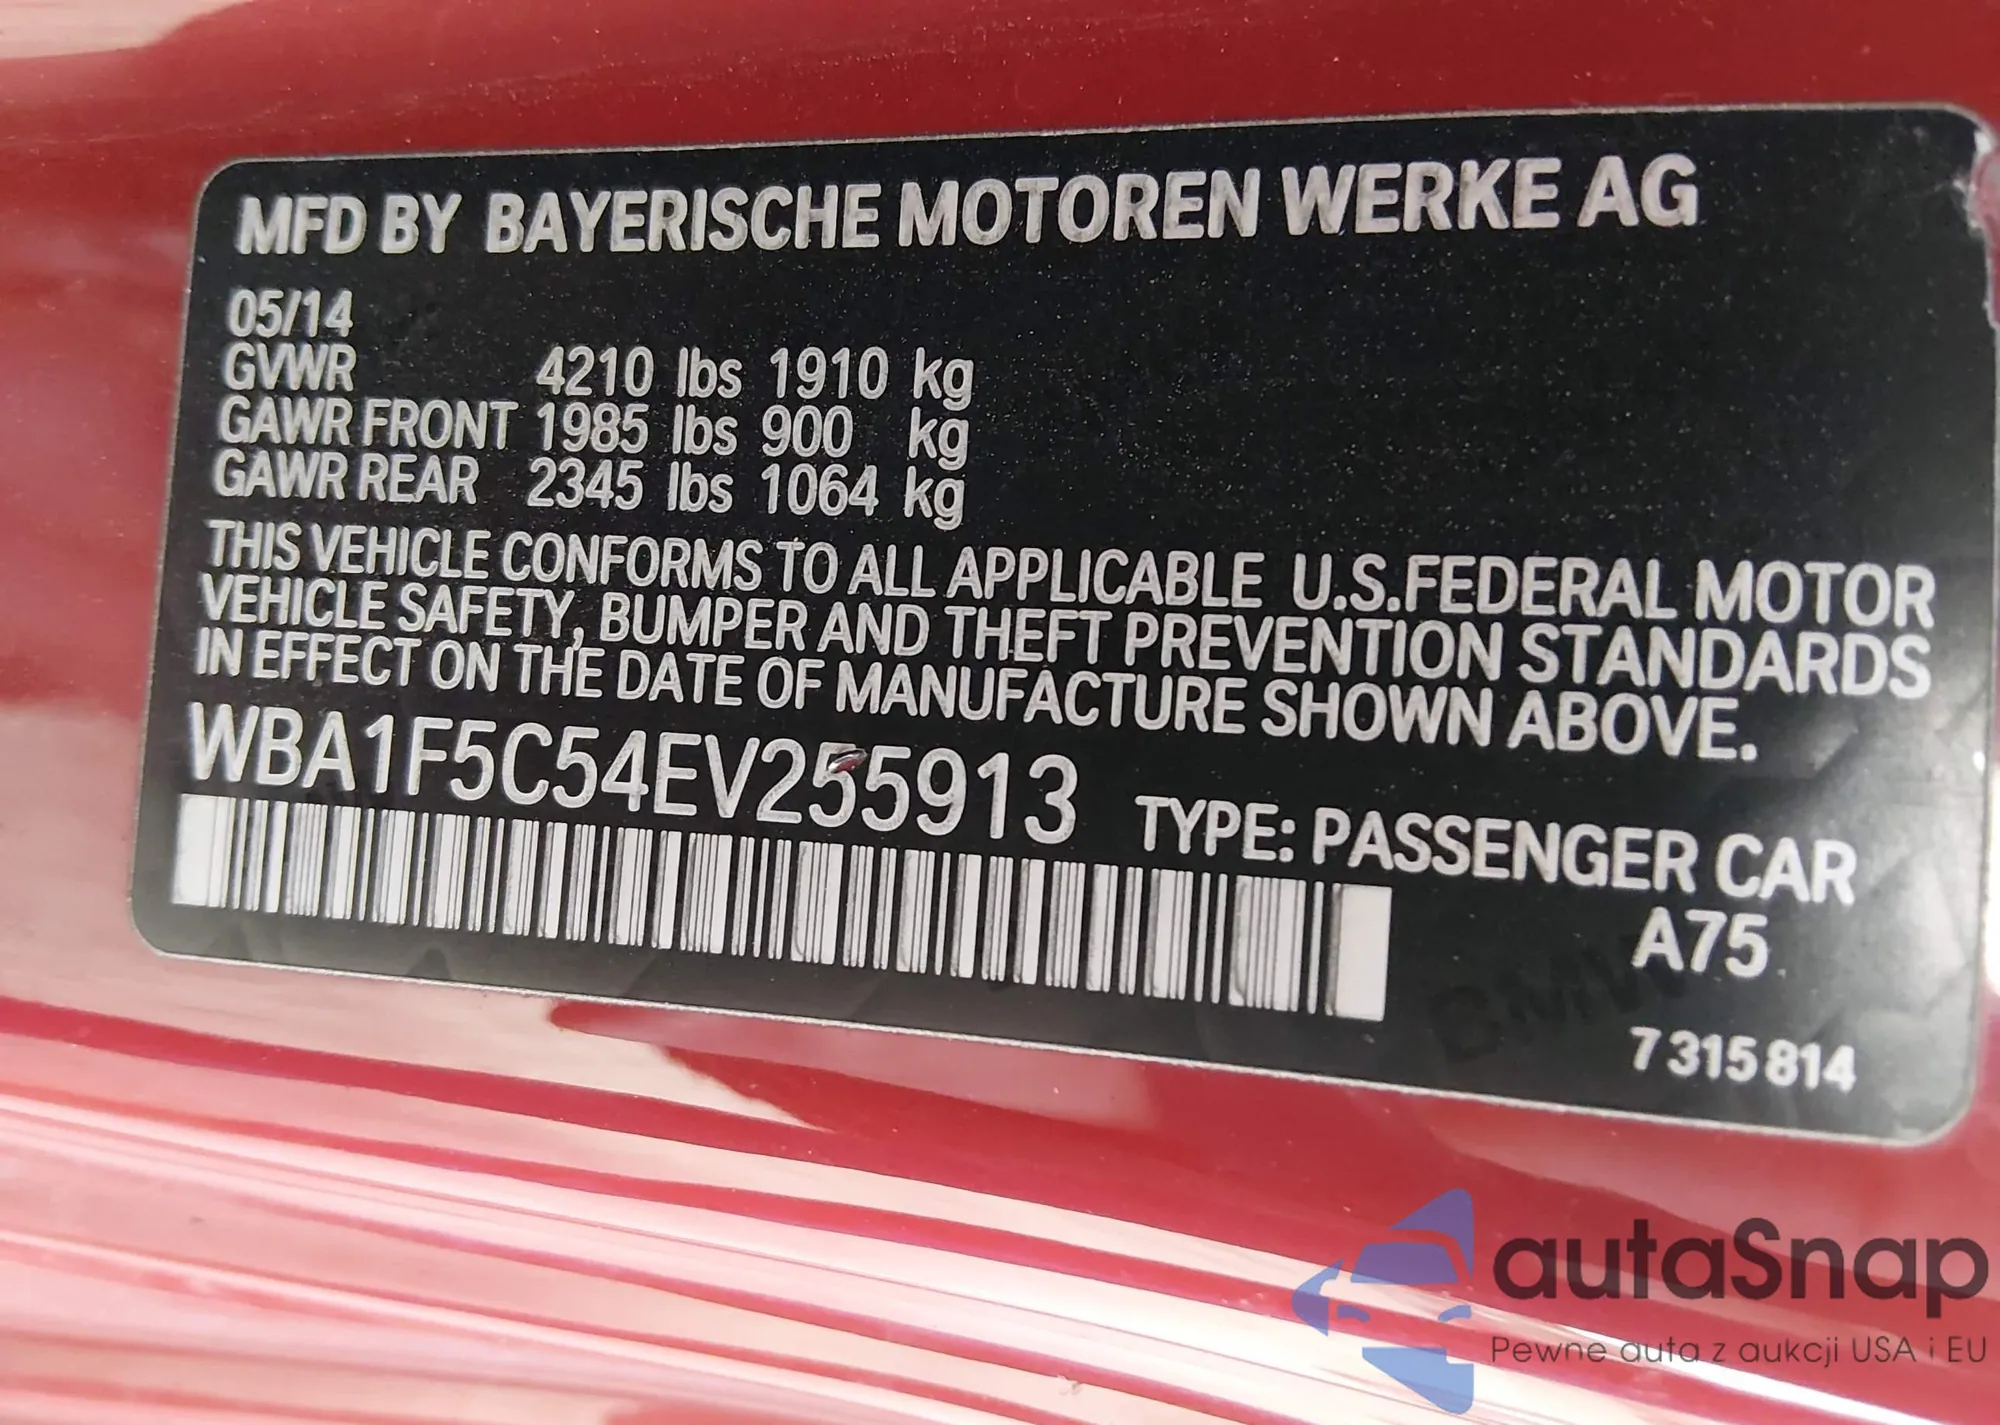 MFD BY BAYERISCHE MOTOREN WERKE AG
05/14
GVWR 4210 lbs 1910 kg
GAWR FRONT 1985 lbs 900 kg
GAWR REAR 2345 lbs 1064 kg
THIS VEHICLE CONFORMS TO ALL APPLICABLE U.S.FEDERAL MOTOR
VEHICLE SAFETY, BUMPER AND THEFT PREVENTION STANDARDS
IN EFFECT ON THE DATE OF MANUFACTURE SHOWN ABOVE.
WBA1F5C54EV255913
TYPE: PASSENGER CAR
A75
BMW
7 315 814
autaSnap
Pewne auta z aukcji USA i EU